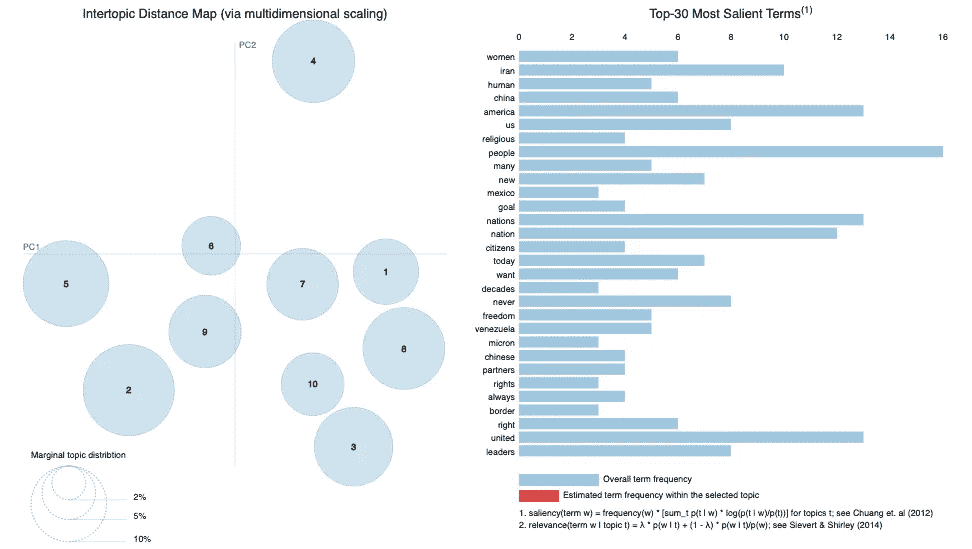 Intertopic Distance Map (via multidimensional scaling)
PC2
PC1
4
6
5
7
1
9
8
2
10
3
Marginal topic distribtion
2%
5%
10%
Top-30 Most Salient Terms(1)
0 2 4 6 8 10 12 14 16
women
iran
human
china
america
us
religious
people
many
new
mexico
goal
nations
nation
citizens
today
want
decades
never
freedom
venezuela
micron
chinese
partners
rights
always
border
right
united
leaders
Overall term frequency
Estimated term frequency within the selected topic
1. saliency(term w) = frequency(w) * [sum_t p(t | w) * log(p(t | w)/p(t))] for topics t; see Chuang et. al (2012)
2. relevance(term w | topic t) = λ * p(w | t) + (1 - λ) * p(w | t)/p(w); see Sievert & Shirley (2014)